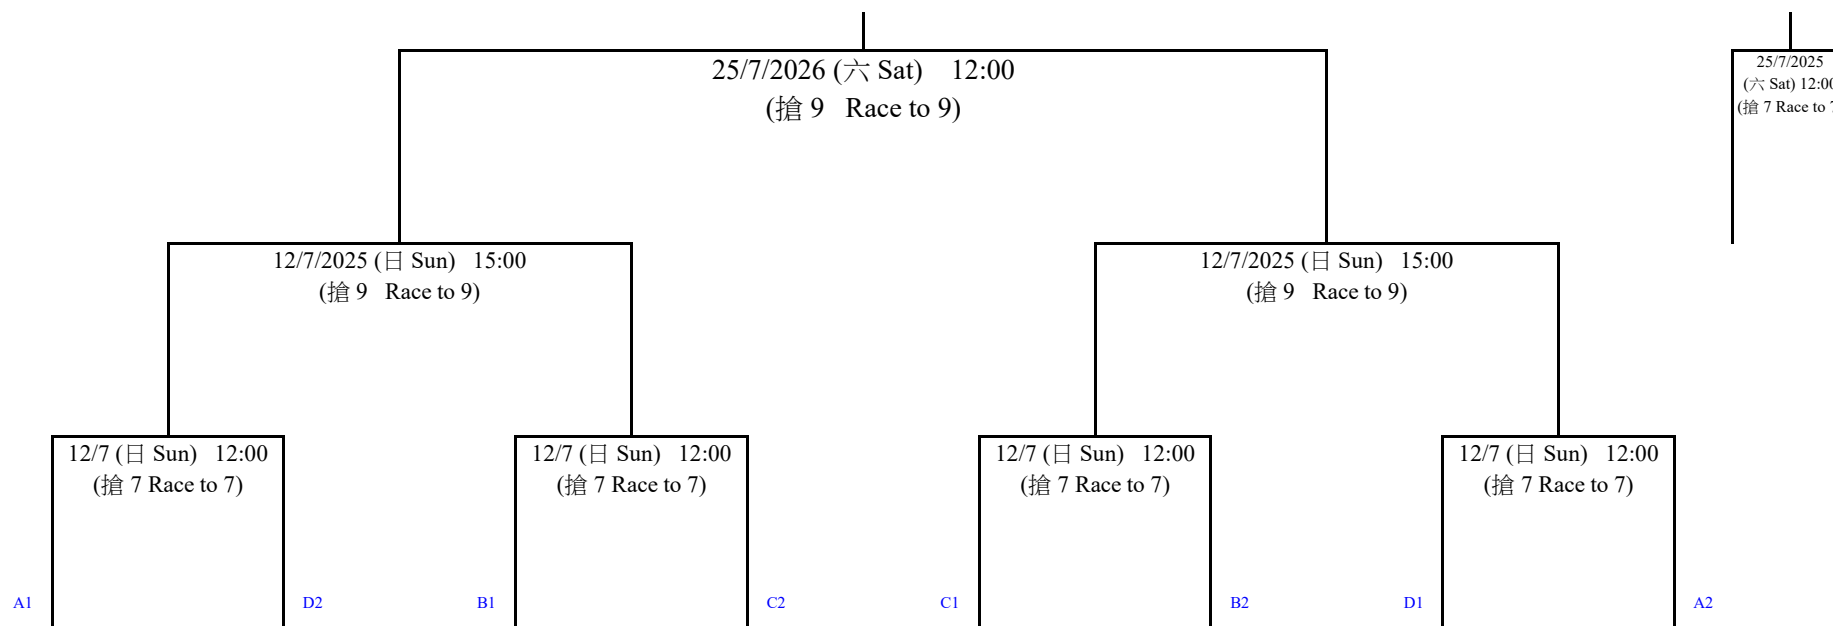 25/7/2026 (六 Sat) 12:00
(搶 9 Race to 9)
25/7/2025
(六 Sat) 12:00
(搶 7 Race to 7
12/7/2025 (日 Sun) 15:00
(搶 9 Race to 9)
12/7/2025 (日 Sun) 15:00
(搶 9 Race to 9)
12/7 (日 Sun) 12:00
(搶 7 Race to 7)
12/7 (日 Sun) 12:00
(搶 7 Race to 7)
12/7 (日 Sun) 12:00
(搶 7 Race to 7)
12/7 (日 Sun) 12:00
(搶 7 Race to 7)
A1
D2
B1
C2
C1
B2
D1
A2